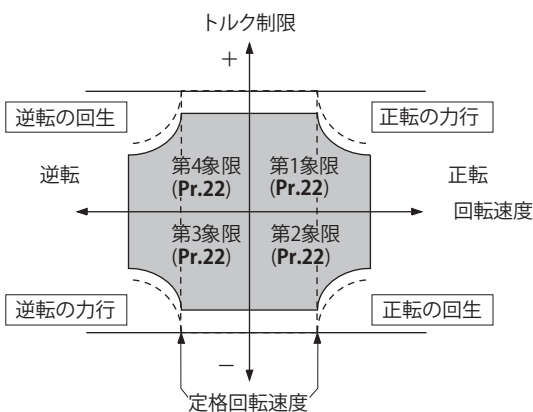 トルク制限
+
逆転の回生
正転の力行
逆転
第4象限
(Pr.22)
第1象限
(Pr.22)
正転
回転速度
第3象限
(Pr.22)
第2象限
(Pr.22)
逆転の力行
正転の回生
−
定格回転速度